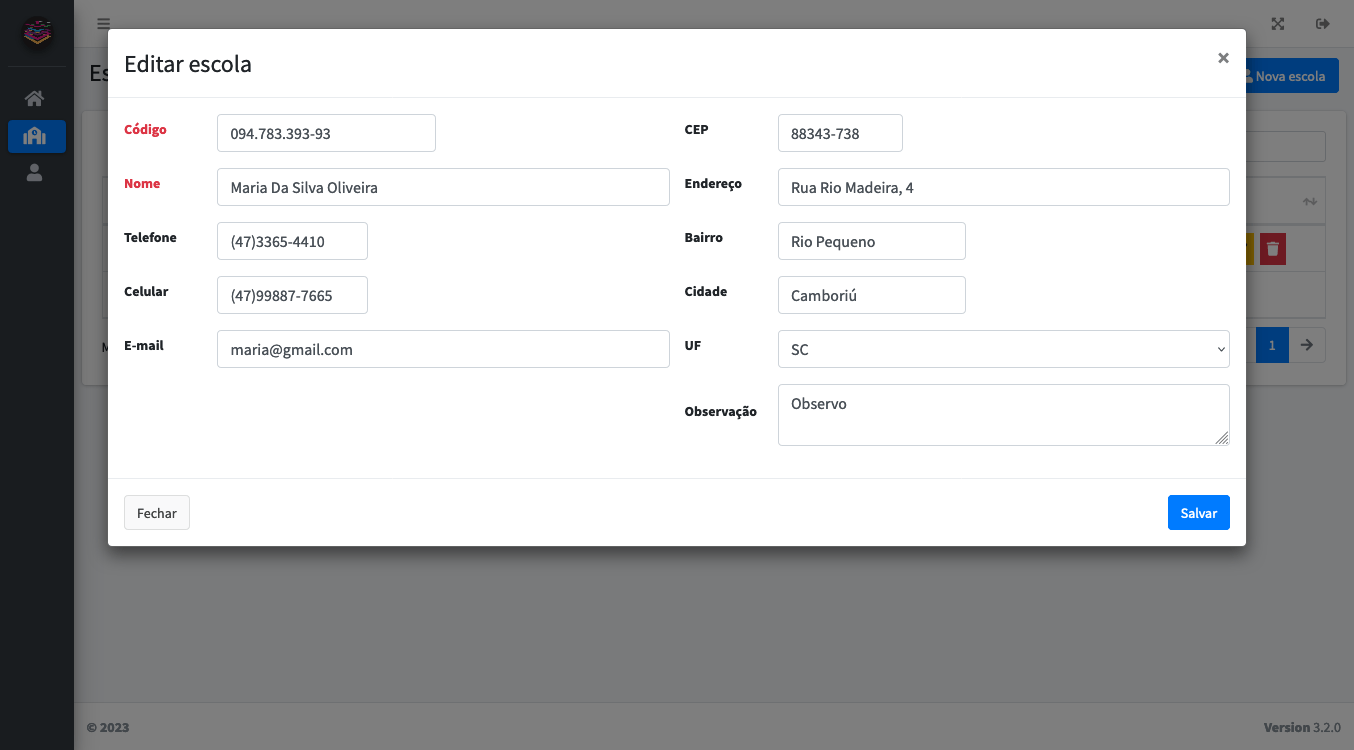 Editar escola
×
Nova escola
Código
094.783.393-93
CEP
88343-738
Nome
Maria Da Silva Oliveira
Endereço
Rua Rio Madeira, 4
Telefone
(47)3365-4410
Bairro
Rio Pequeno
Celular
(47)99887-7665
Cidade
Camboriú
E-mail
maria@gmail.com
UF
SC
1
Observação
Observo
Fechar
Salvar
© 2023
Version 3.2.0